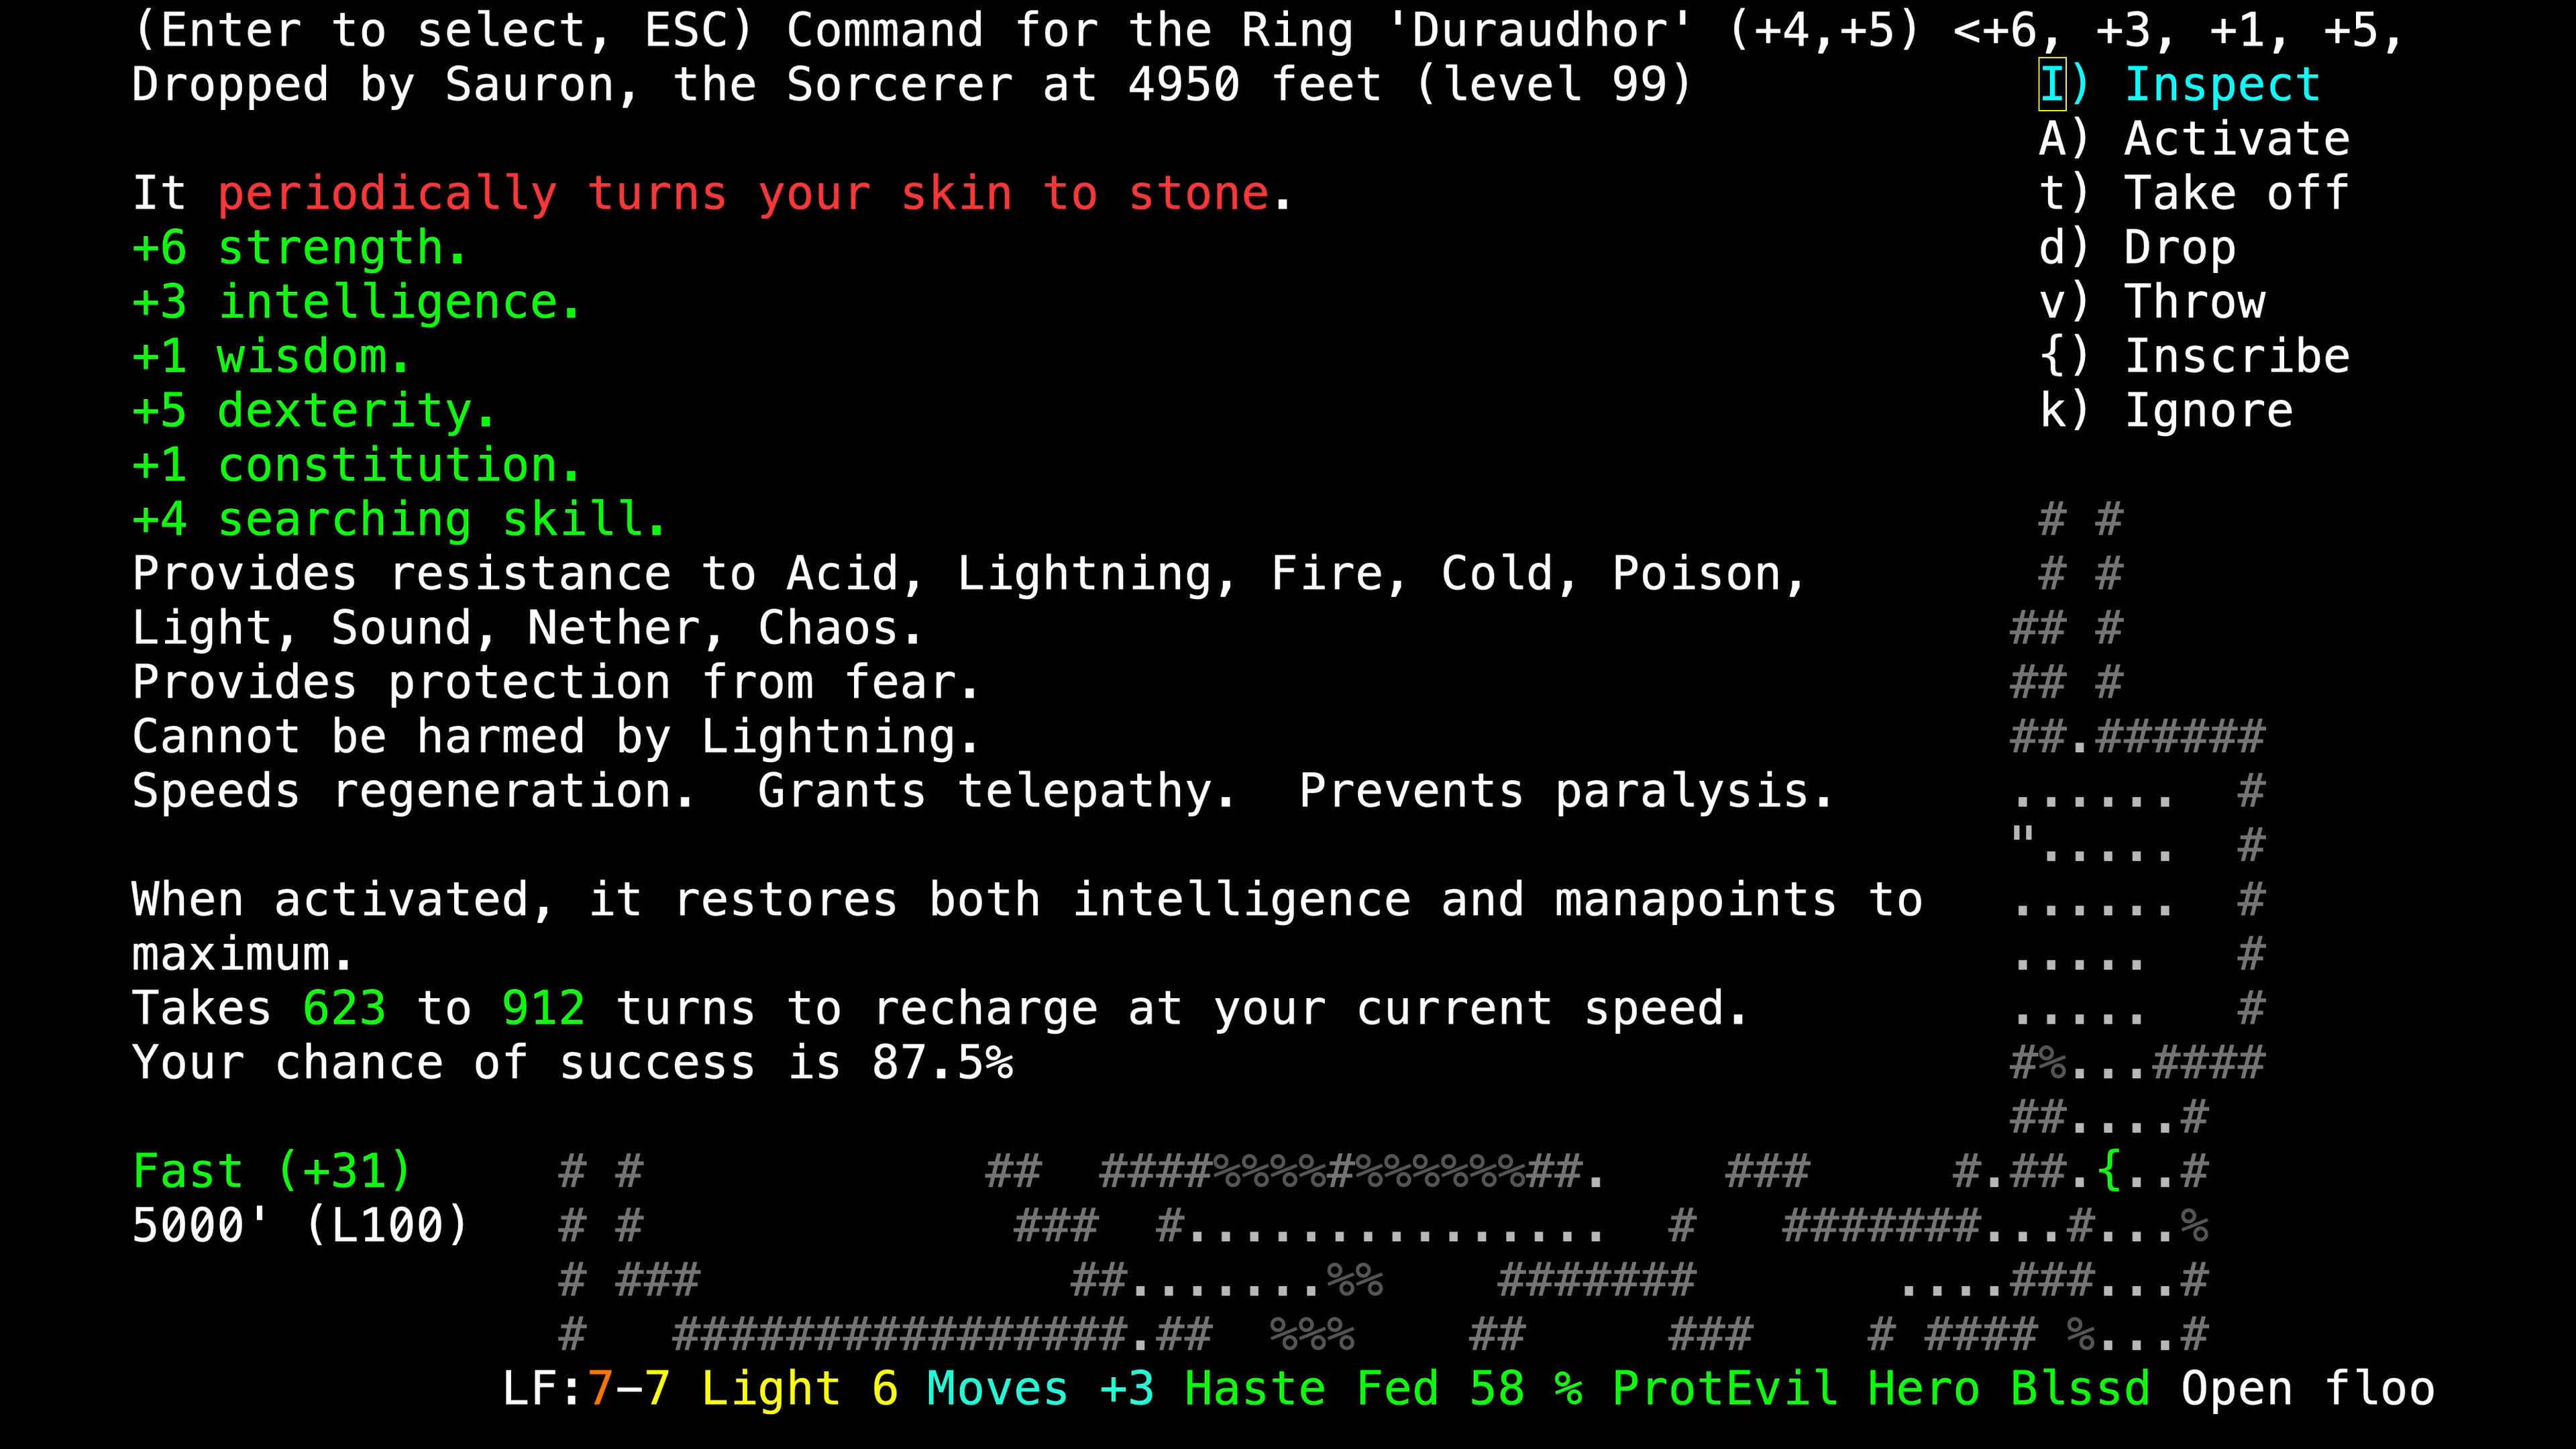 (Enter to select, ESC) Command for the Ring 'Duraudhor' (+4,+5) <+6, +3, +1, +5,
Dropped by Sauron, the Sorcerer at 4950 feet (level 99)
I) Inspect
A) Activate
It periodically turns your skin to stone.
t) Take off
+6 strength.
d) Drop
+3 intelligence.
v) Throw
+1 wisdom.
{) Inscribe
+5 dexterity.
k) Ignore
+1 constitution.
+4 searching skill.
# #
Provides resistance to Acid, Lightning, Fire, Cold, Poison,
# #
Light, Sound, Nether, Chaos.
## #
Provides protection from fear.
## #
Cannot be harmed by Lightning.
##.######
Speeds regeneration.  Grants telepathy.  Prevents paralysis.
......  #
".....  #
When activated, it restores both intelligence and manapoints to
......  #
maximum.
.....   #
Takes 623 to 912 turns to recharge at your current speed.
.....   #
Your chance of success is 87.5%
#%...####
##....#
Fast (+31)   # #            ##  ####%%%%#%%%%%%##.    ###     #.##.{..#
5000' (L100)   # #             ###  #...............  #   #######...#...%
# ###             ##.......%%    #######       ....###...#
#   ################.##  %%%    ##     ###    # #### %...#
LF:7-7 Light 6 Moves +3 Haste Fed 58 % ProtEvil Hero Blssd Open floo